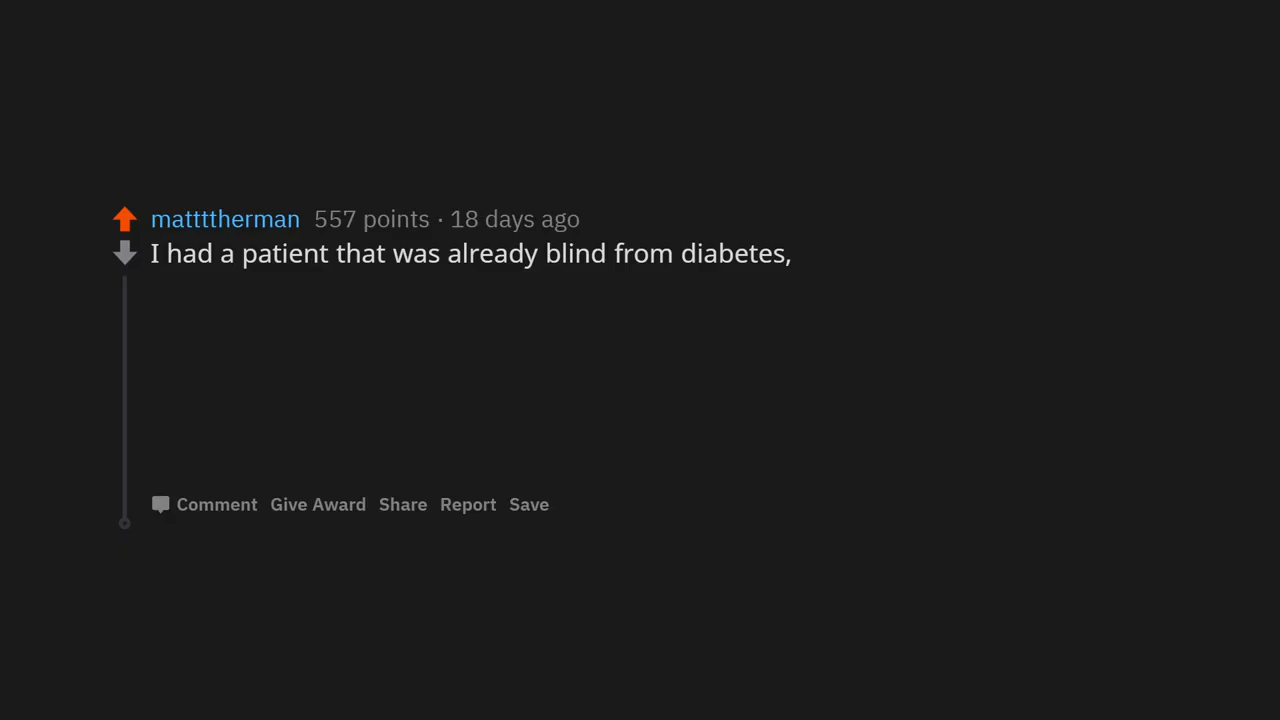 mattttherman 557 points · 18 days ago
I had a patient that was already blind from diabetes,
Comment Give Award Share Report Save